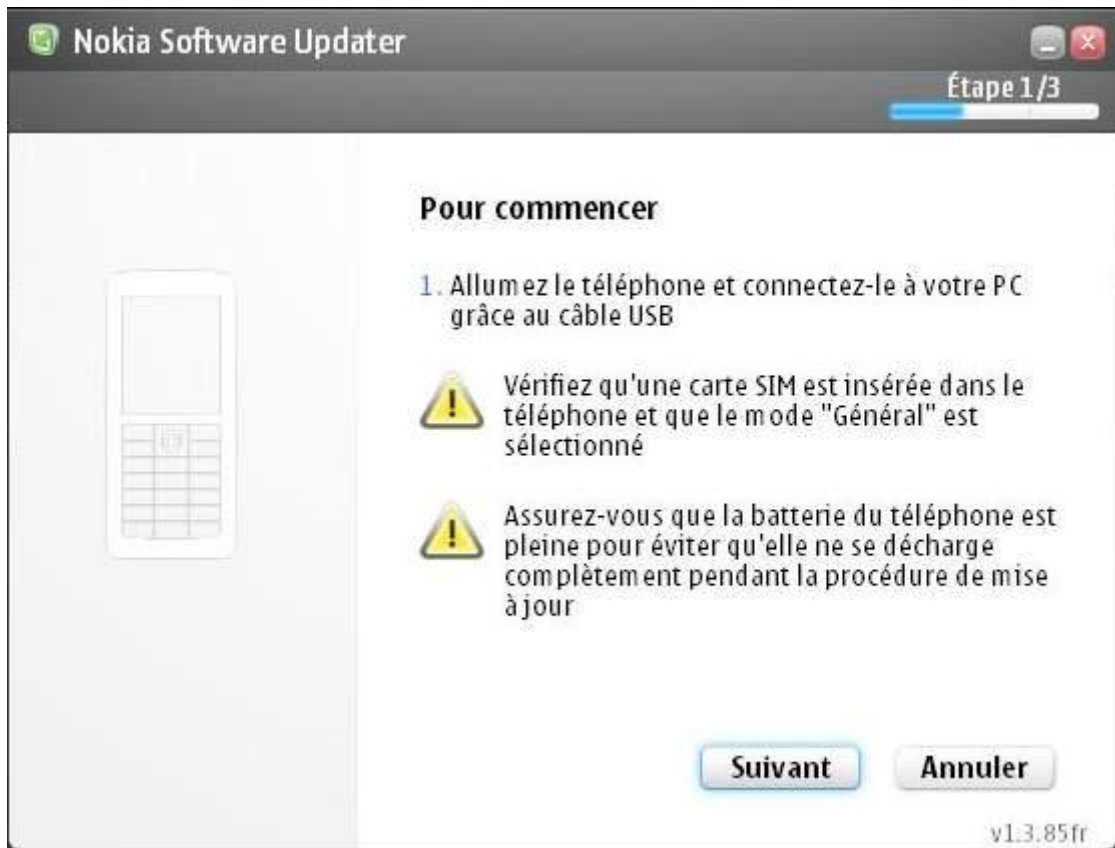 Nokia Software Updater
Étape 1/3
Pour commencer
1. Allumez le téléphone et connectez-le à votre PC
grâce au câble USB
Vérifiez qu'une carte SIM est insérée dans le
téléphone et que le mode "Général" est
sélectionné
Assurez-vous que la batterie du téléphone est
pleine pour éviter qu'elle ne se décharge
complètement pendant la procédure de mise
à jour
Suivant
Annuler
v1.3.85fr